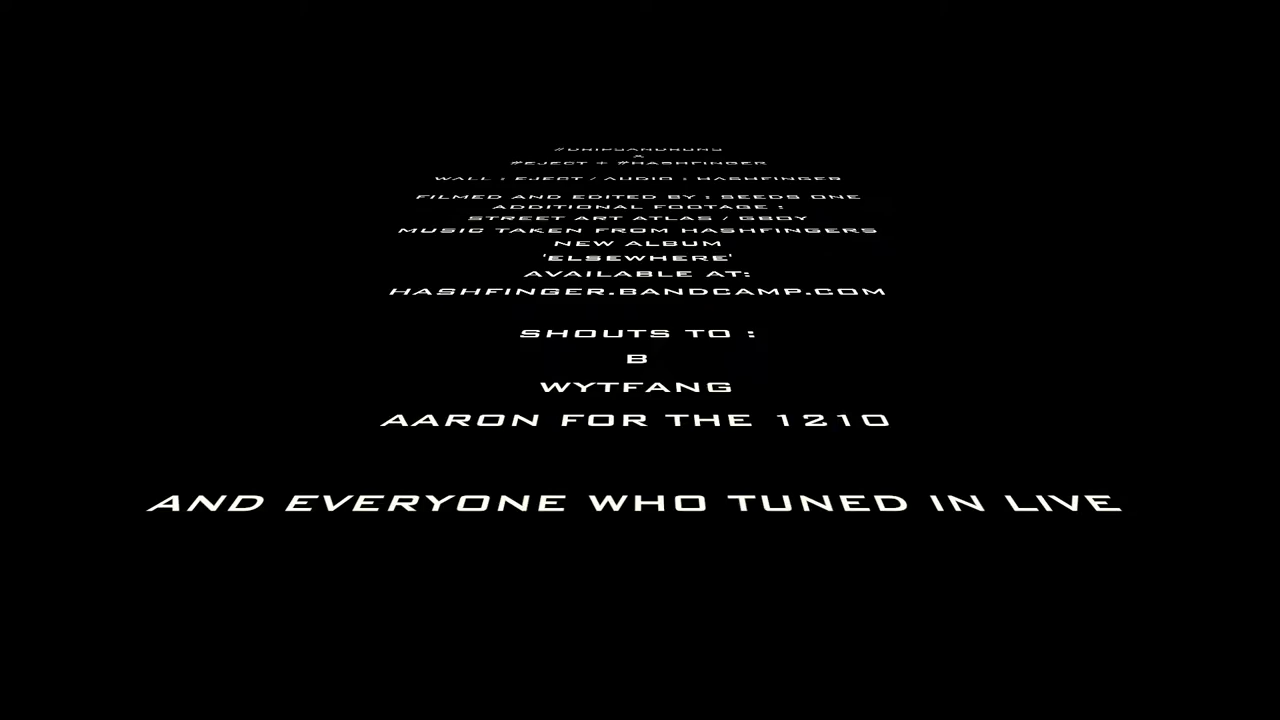 #DRIPSANDRUMS
&
#EJECT + #HASHFINGER
WALL : EJECT / AUDIO : HASHFINGER
FILMED AND EDITED BY : SEEDS ONE
ADDITIONAL FOOTAGE :
STREET ART ATLAS / GBOY
MUSIC TAKEN FROM HASHFINGERS
NEW ALBUM
'ELSEWHERE'
AVAILABLE AT:
HASHFINGER.BANDCAMP.COM
SHOUTS TO :
B
WYTFANG
AARON FOR THE 1210
AND EVERYONE WHO TUNED IN LIVE